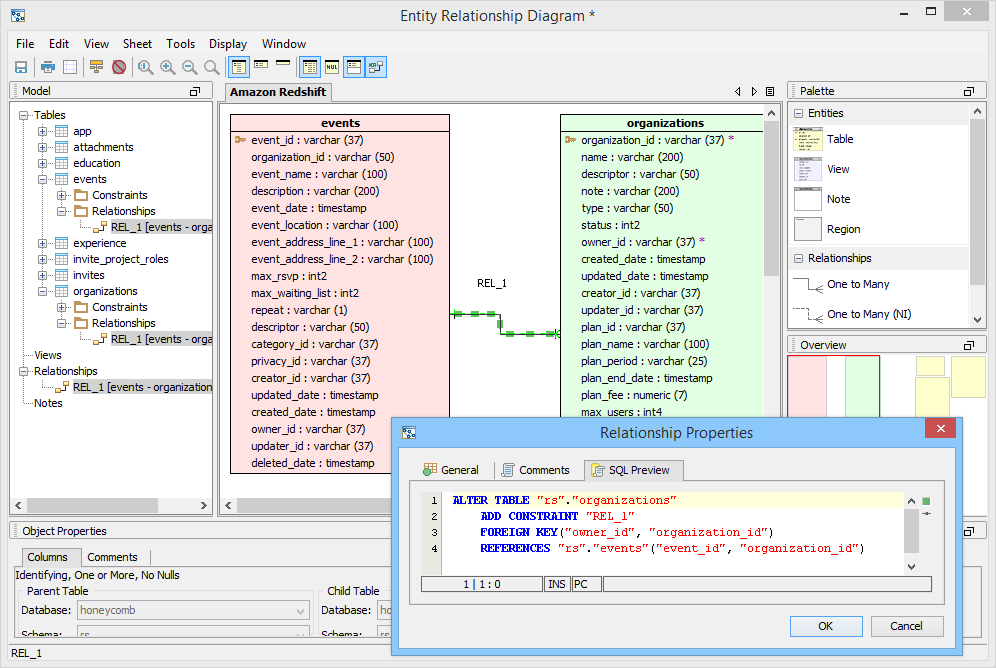 Entity Relationship Diagram *
File Edit View Sheet Tools Display Window
Model
Tables
app
attachments
education
events
Constraints
Relationships
REL_1 [events - orga
experience
invite_project_roles
invites
organizations
Constraints
Relationships
REL_1 [events - orga
Views
Relationships
REL_1 [events - organization
Notes
Amazon Redshift
events
event_id : varchar (37)
organization_id : varchar (50)
event_name : varchar (100)
description : varchar (200)
event_date : timestamp
event_location : varchar (100)
event_address_line_1 : varchar (100)
event_address_line_2 : varchar (100)
max_rsvp : int2
max_waiting_list : int2
repeat : varchar (1)
descriptor : varchar (50)
category_id : varchar (37)
privacy_id : varchar (37)
creator_id : varchar (37)
updated_date : timestamp
created_date : timestamp
owner_id : varchar (37)
updater_id : varchar (37)
deleted_date : timestamp
REL_1
organizations
organization_id : varchar (37) *
name : varchar (200)
descriptor : varchar (50)
note : varchar (200)
type : varchar (50)
status : int2
owner_id : varchar (37) *
created_date : timestamp
updated_date : timestamp
creator_id : varchar (37)
updater_id : varchar (37)
plan_id : varchar (37)
plan_name : varchar (100)
plan_period : varchar (25)
plan_end_date : timestamp
plan_fee : numeric (7)
max_users : int4
Palette
Entities
Table
View
Note
Region
Relationships
One to Many
One to Many (NI)
Overview
Object Properties
Columns Comments
Identifying, One or More, No Nulls
Parent Table
Database: honeycomb
Schema: rs
Child Table
Database: ho
Schema: rs
REL_1
Relationship Properties
General Comments SQL Preview
1 ALTER TABLE "rs"."organizations"
2 ADD CONSTRAINT "REL_1"
3 FOREIGN KEY("owner_id", "organization_id")
4 REFERENCES "rs"."events"("event_id", "organization_id")
1 | 1 : 0 INS PC
OK Cancel